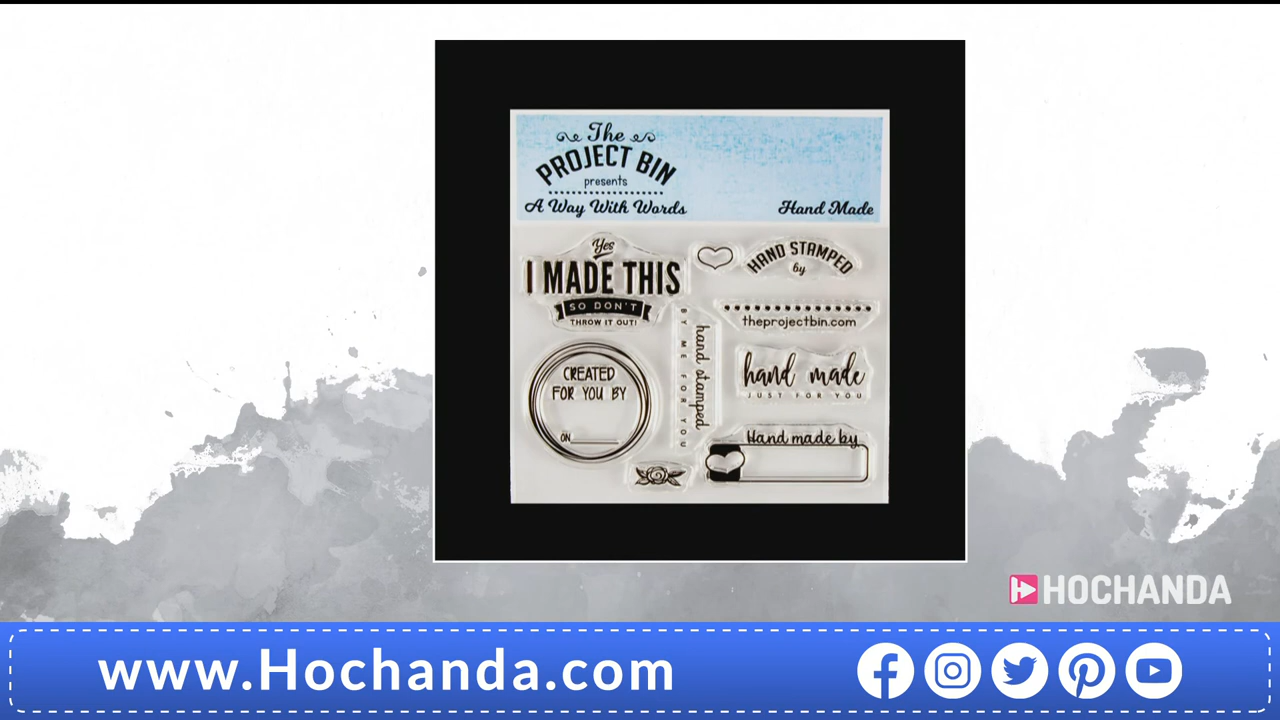 The
PROJECT BIN
presents
A Way With Words
Hand Made
Yes
I MADE THIS
SO DON'T
THROW IT OUT!
HAND STAMPED
by
theprojectbin.com
hand stamped
BY ME FOR YOU
CREATED
FOR YOU BY
ON
hand made
JUST FOR YOU
Hand made by
HOCHANDA
www.Hochanda.com